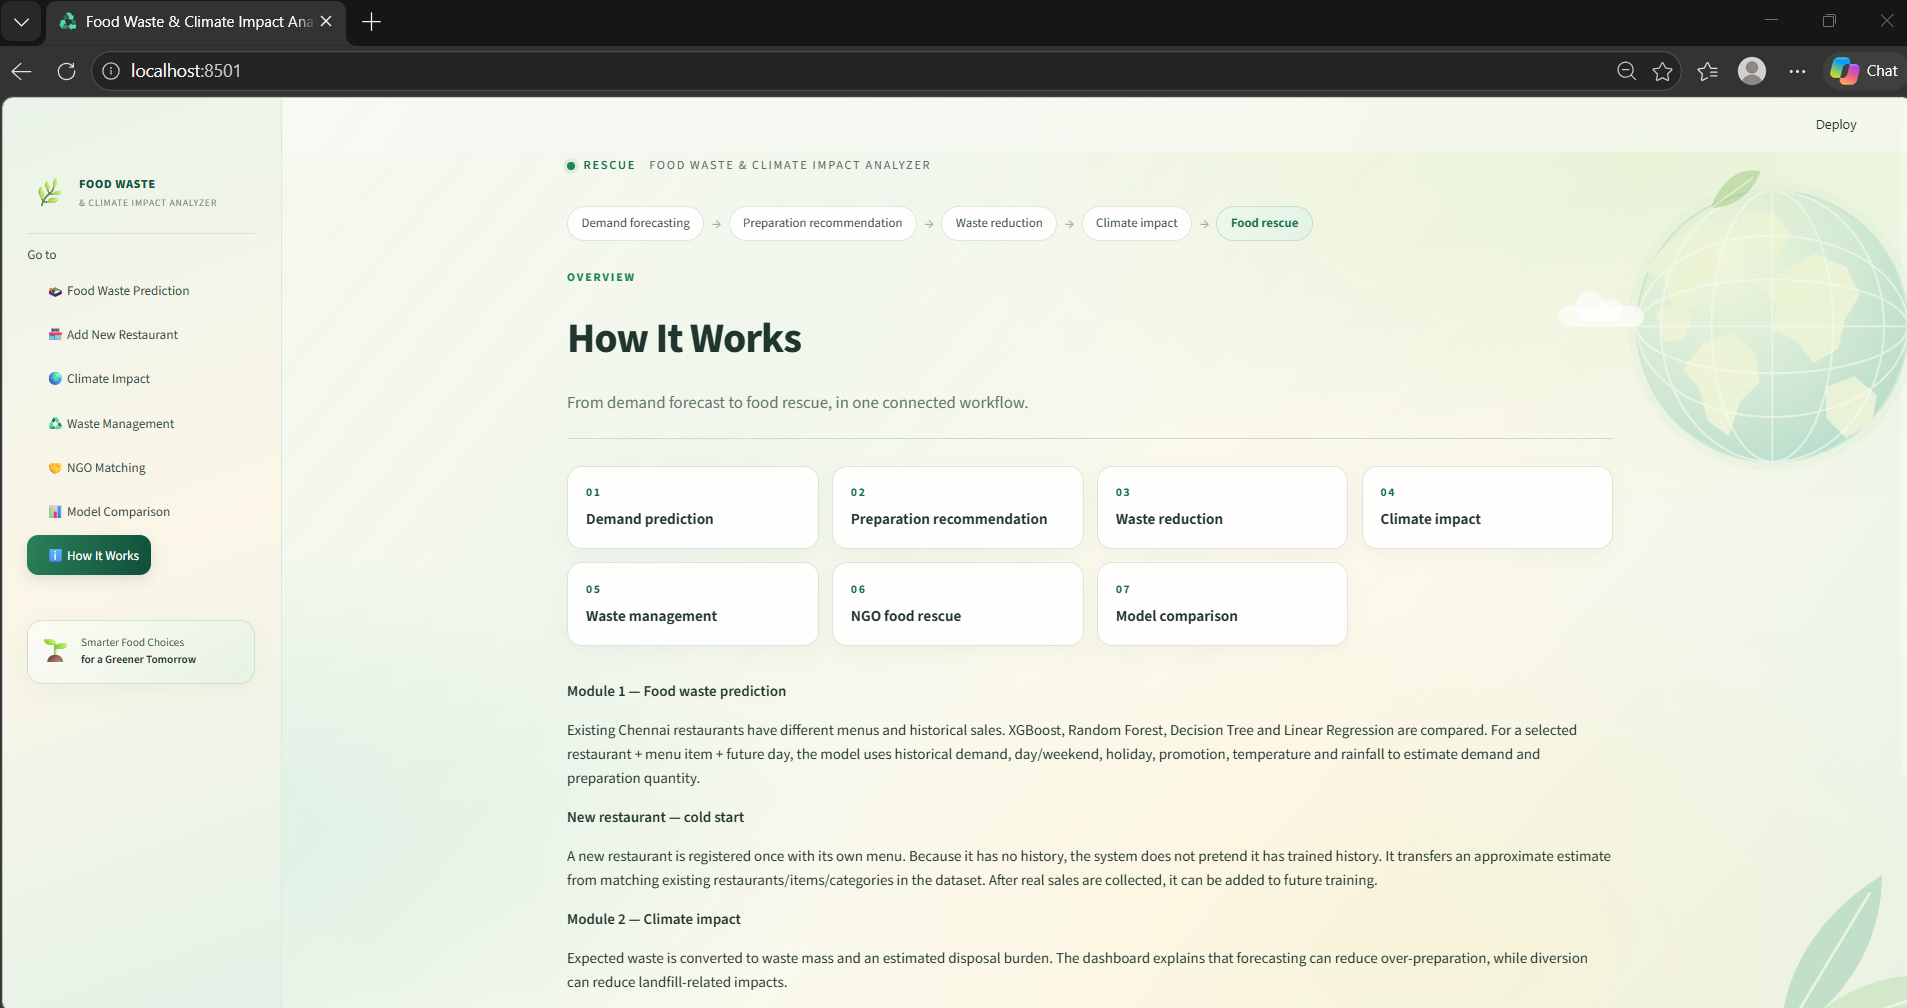 Food Waste & Climate Impact Ana
localhost:8501
Chat
Deploy
FOOD WASTE
& CLIMATE IMPACT ANALYZER
Go to
Food Waste Prediction
Add New Restaurant
Climate Impact
Waste Management
NGO Matching
Model Comparison
How It Works
Smarter Food Choices
for a Greener Tomorrow
RESCUE FOOD WASTE & CLIMATE IMPACT ANALYZER
Demand forecasting → Preparation recommendation → Waste reduction → Climate impact → Food rescue
OVERVIEW
How It Works
From demand forecast to food rescue, in one connected workflow.
01
Demand prediction
02
Preparation recommendation
03
Waste reduction
04
Climate impact
05
Waste management
06
NGO food rescue
07
Model comparison
Module 1 — Food waste prediction
Existing Chennai restaurants have different menus and historical sales. XGBoost, Random Forest, Decision Tree and Linear Regression are compared. For a selected
restaurant + menu item + future day, the model uses historical demand, day/weekend, holiday, promotion, temperature and rainfall to estimate demand and
preparation quantity.
New restaurant — cold start
A new restaurant is registered once with its own menu. Because it has no history, the system does not pretend it has trained history. It transfers an approximate estimate
from matching existing restaurants/items/categories in the dataset. After real sales are collected, it can be added to future training.
Module 2 — Climate impact
Expected waste is converted to waste mass and an estimated disposal burden. The dashboard explains that forecasting can reduce over-preparation, while diversion
can reduce landfill-related impacts.